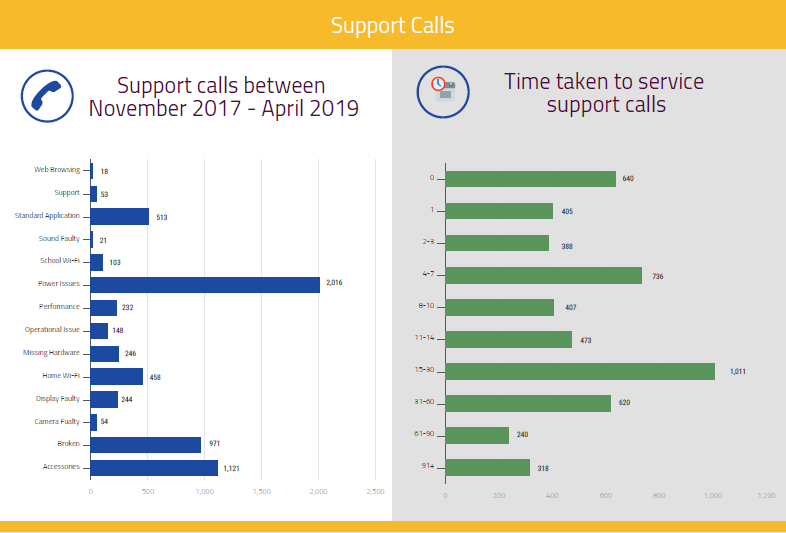 Support Calls
Support calls between
November 2017 - April 2019
Web Browsing 18
Support 53
Standard Application 513
Sound Faulty 21
School Wi-Fi 103
Power Issues 2,016
Performance 232
Operational Issue 148
Missing Hardware 246
Home Wi-Fi 458
Display Faulty 244
Camera Fualty 54
Broken 971
Accessories 1,121
0 500 1,000 1,500 2,000 2,500
Time taken to service
support calls
0 640
1 405
2-3 388
4-7 736
8-10 407
11-14 473
15-30 1,011
31-60 620
61-90 240
91+ 318
0 200 400 600 800 1,000 1,200